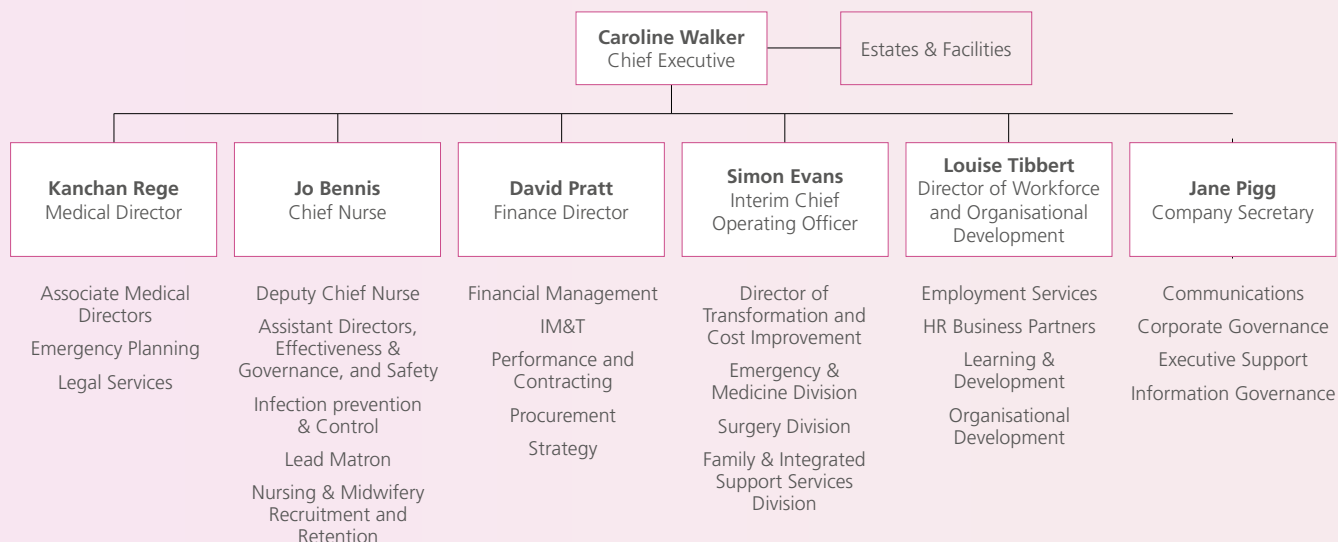 Caroline Walker
Chief Executive
Estates & Facilities
Kanchan Rege
Medical Director
Jo Bennis
Chief Nurse
David Pratt
Finance Director
Simon Evans
Interim Chief
Operating Officer
Louise Tibbert
Director of Workforce
and Organisational
Development
Jane Pigg
Company Secretary
Associate Medical
Directors
Emergency Planning
Legal Services
Deputy Chief Nurse
Assistant Directors,
Effectiveness &
Governance, and Safety
Infection prevention
& Control
Lead Matron
Nursing & Midwifery
Recruitment and
Retention
Financial Management
IM&T
Performance and
Contracting
Procurement
Strategy
Director of
Transformation and
Cost Improvement
Emergency &
Medicine Division
Surgery Division
Family & Integrated
Support Services
Division
Employment Services
HR Business Partners
Learning &
Development
Organisational
Development
Communications
Corporate Governance
Executive Support
Information Governance